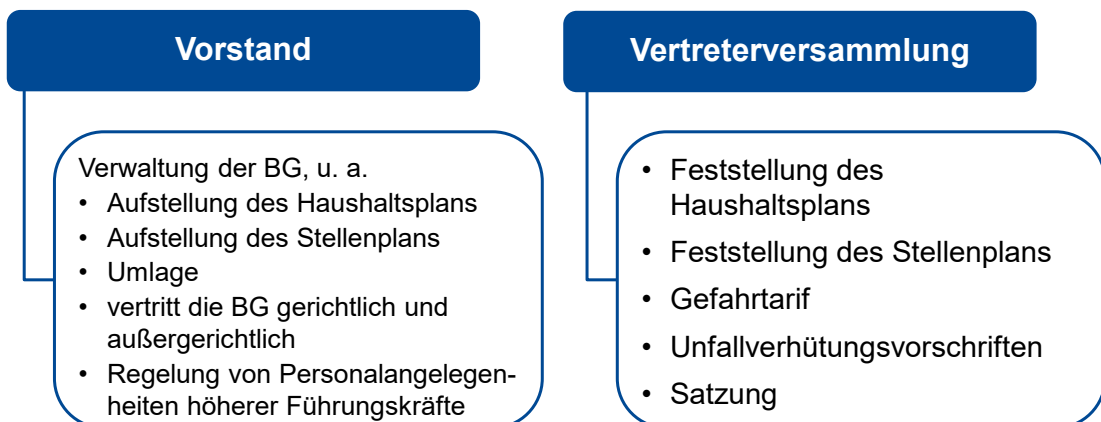 Vorstand
Verwaltung der BG, u. a.
• Aufstellung des Haushaltsplans
• Aufstellung des Stellenplans
• Umlage
• vertritt die BG gerichtlich und
außergerichtlich
• Regelung von Personalangelegen-
heiten höherer Führungskräfte
Vertreterversammlung
• Feststellung des
Haushaltsplans
• Feststellung des Stellenplans
• Gefahrtarif
• Unfallverhütungsvorschriften
• Satzung